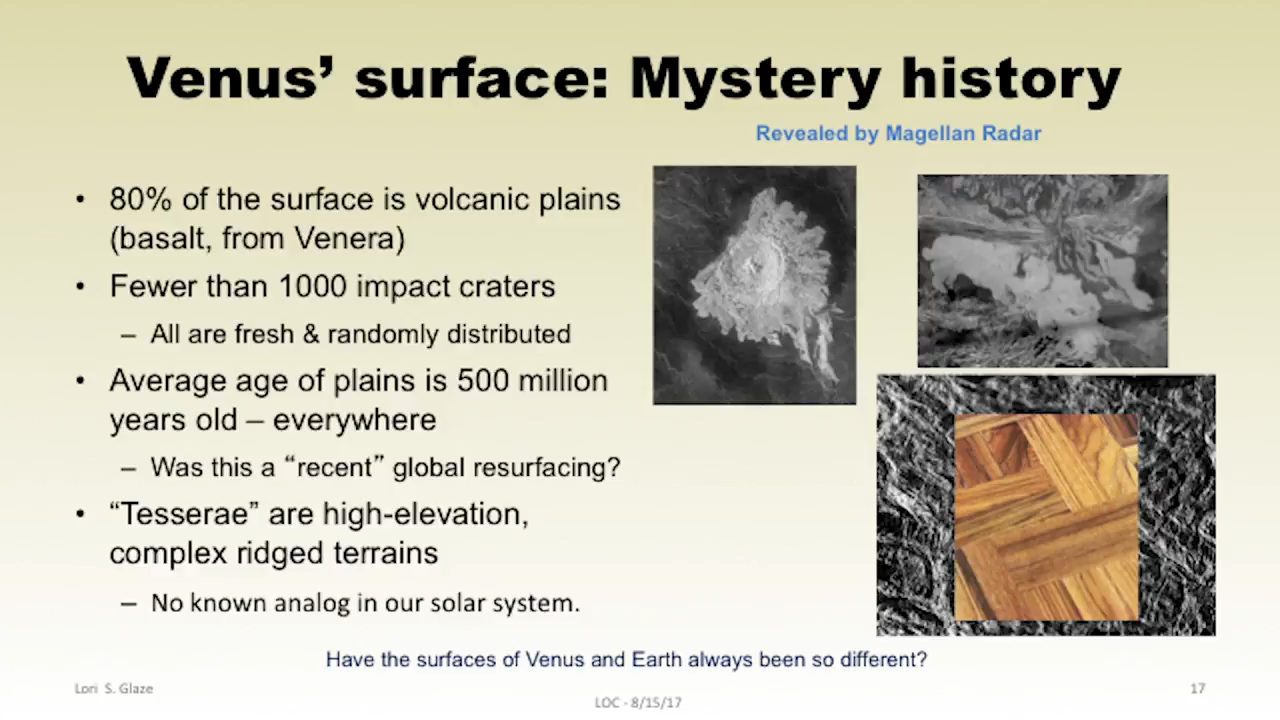 Venus’ surface: Mystery history
Revealed by Magellan Radar
• 80% of the surface is volcanic plains
(basalt, from Venera)
• Fewer than 1000 impact craters
– All are fresh & randomly distributed
• Average age of plains is 500 million
years old – everywhere
– Was this a “recent” global resurfacing?
• “Tesserae” are high-elevation,
complex ridged terrains
– No known analog in our solar system.
Have the surfaces of Venus and Earth always been so different?
Lori S. Glaze
LOC - 8/15/17
17